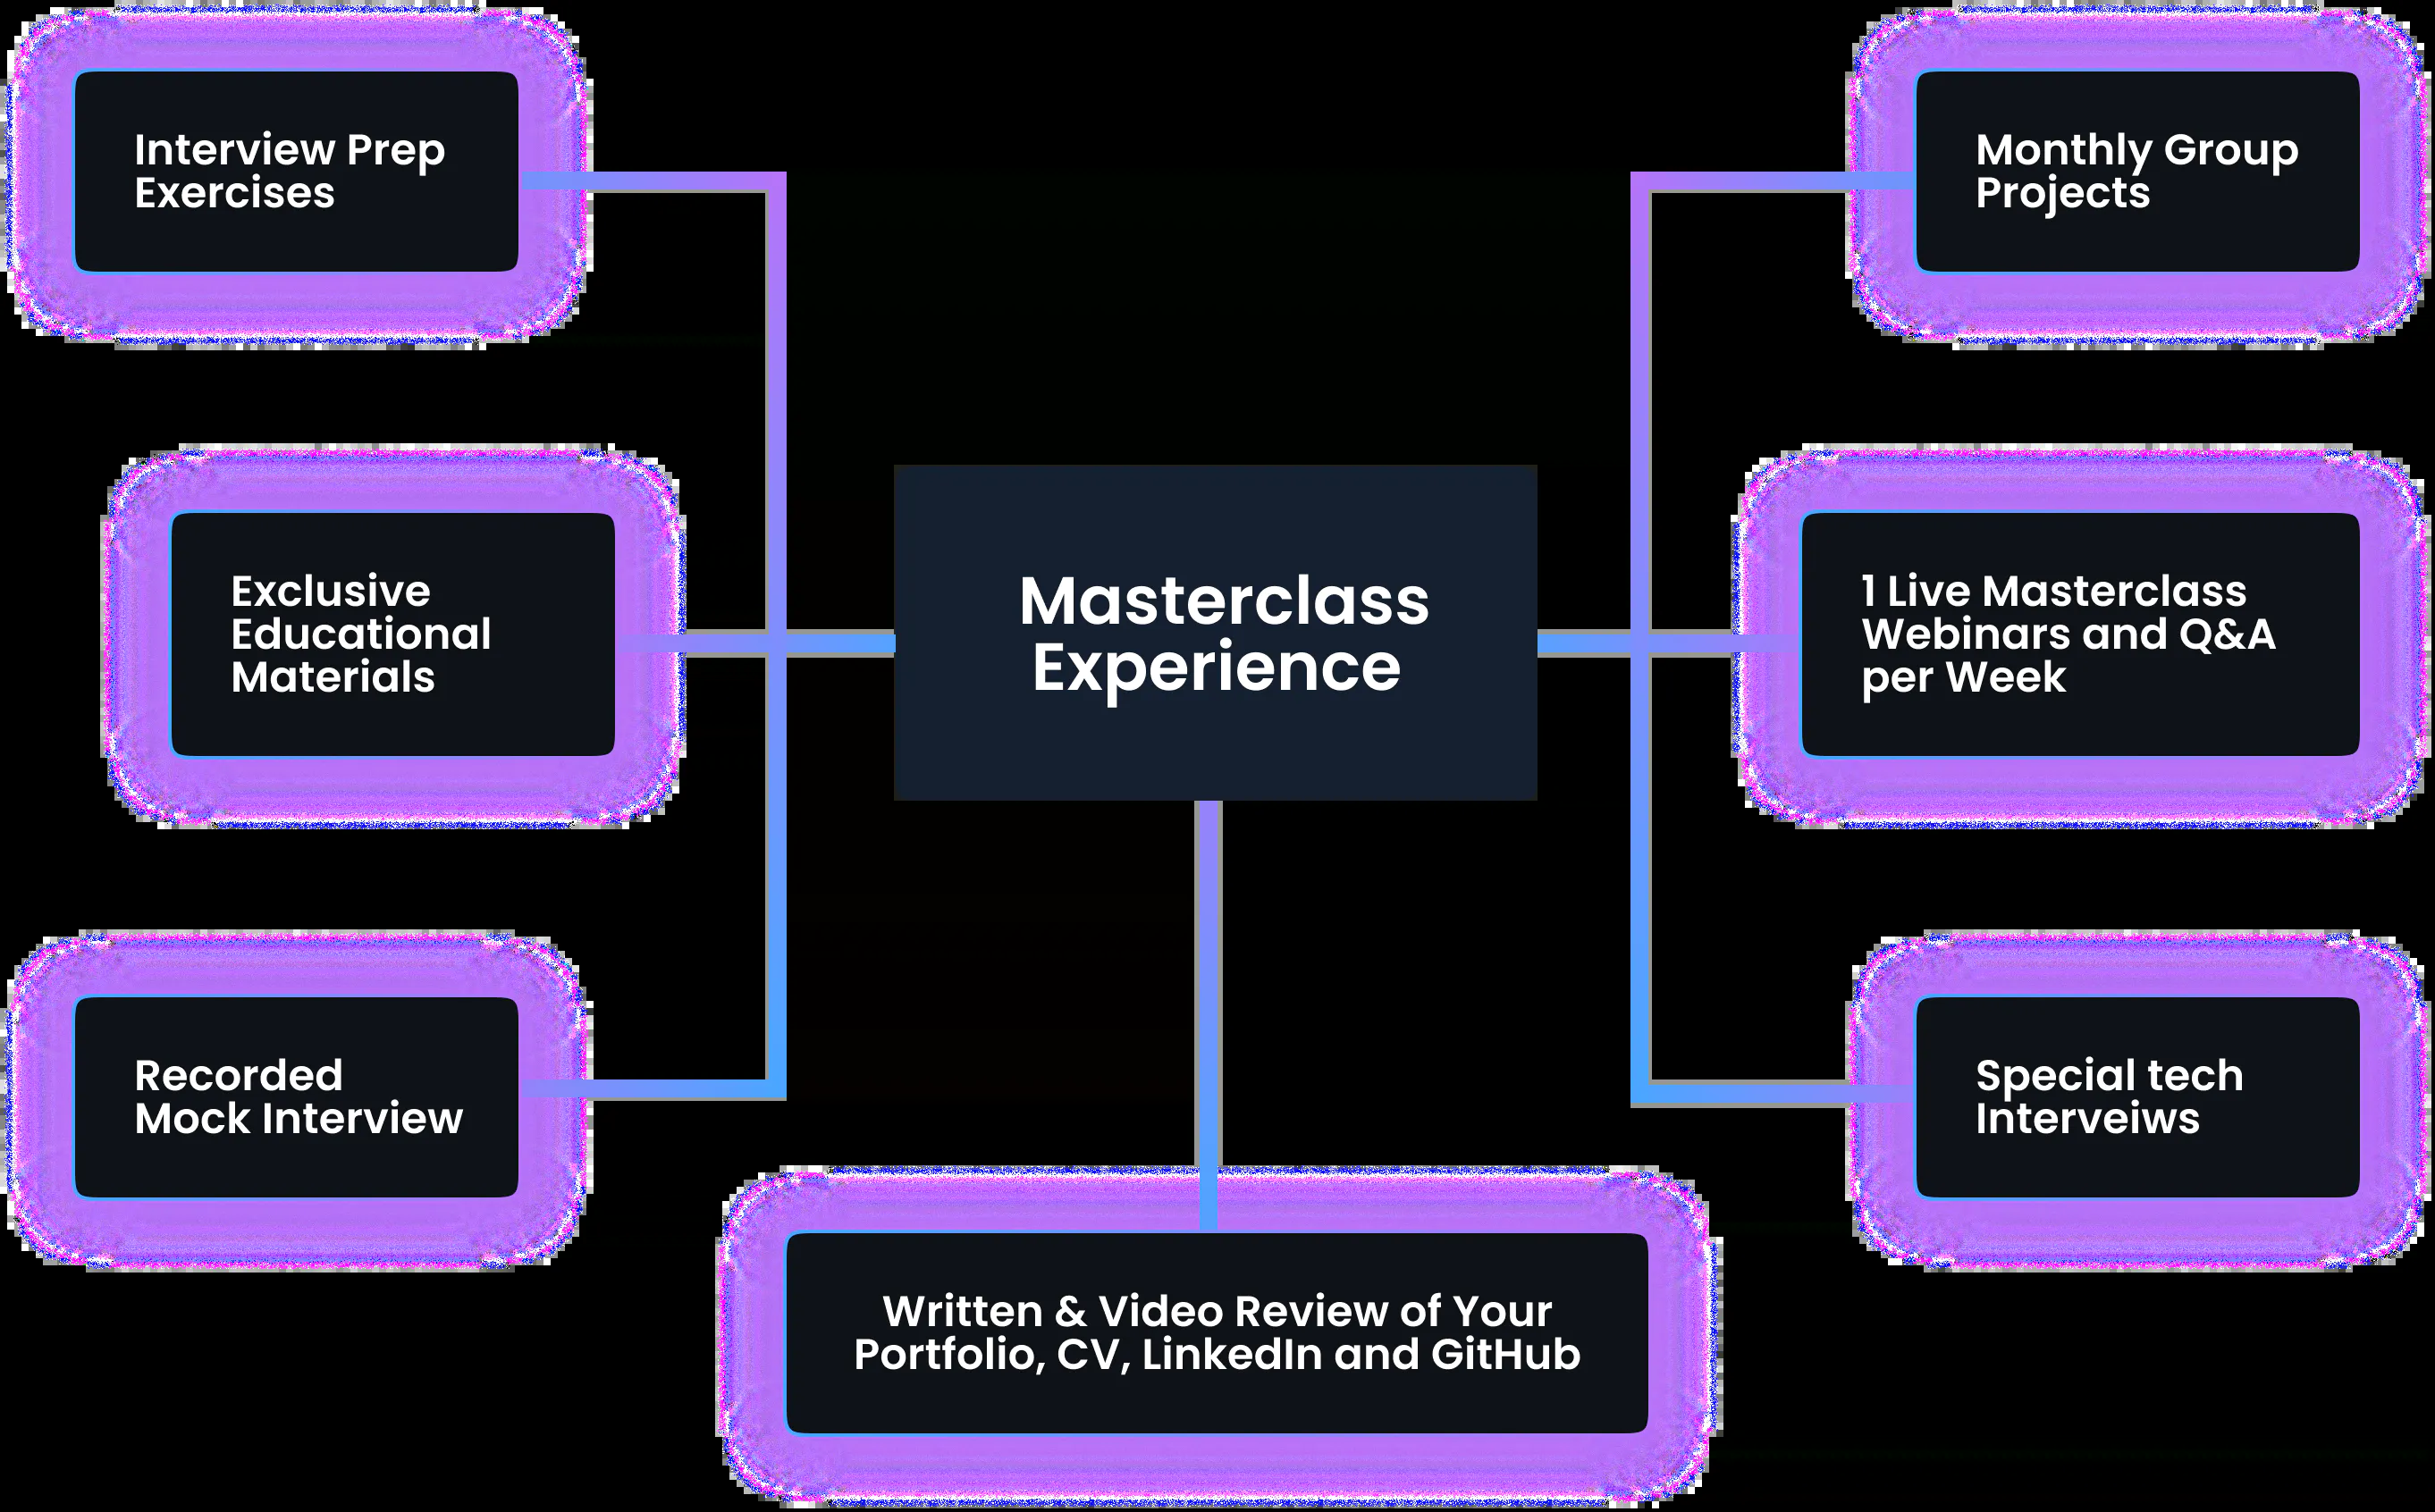 Interview Prep
Exercises
Monthly Group
Projects
Exclusive
Educational
Materials
Masterclass
Experience
1 Live Masterclass
Webinars and Q&A
per Week
Recorded
Mock Interview
Special tech
Interveiws
Written & Video Review of Your
Portfolio, CV, LinkedIn and GitHub